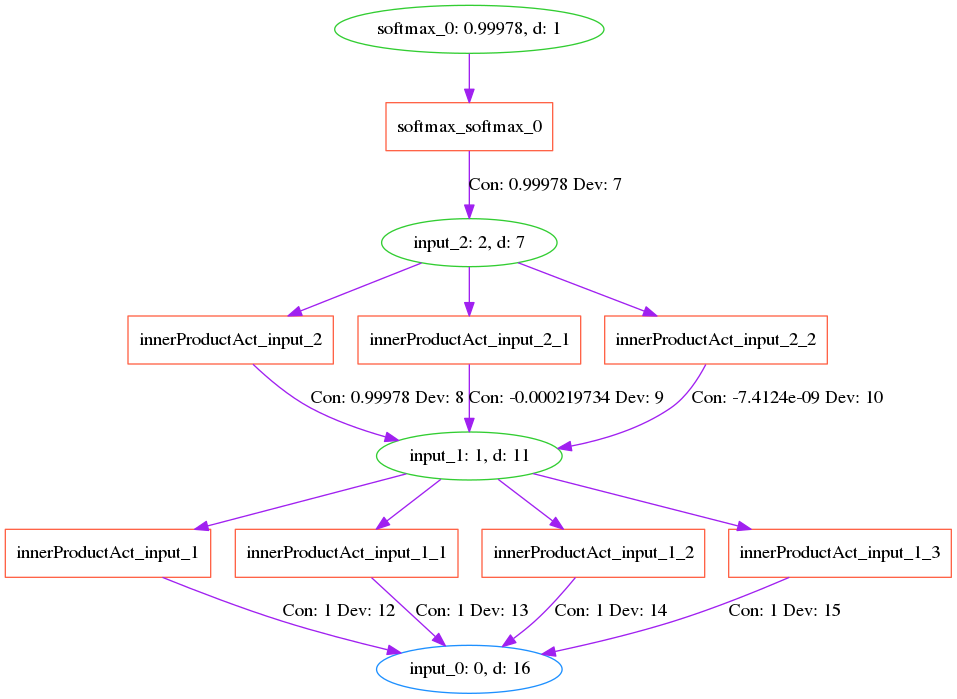 softmax_0: 0.99978, d: 1
softmax_softmax_0
Con: 0.99978 Dev: 7
input_2: 2, d: 7
innerProductAct_input_2
innerProductAct_input_2_1
innerProductAct_input_2_2
Con: 0.99978 Dev: 8
Con: -0.000219734 Dev: 9
Con: -7.4124e-09 Dev: 10
input_1: 1, d: 11
innerProductAct_input_1
innerProductAct_input_1_1
innerProductAct_input_1_2
innerProductAct_input_1_3
Con: 1 Dev: 12
Con: 1 Dev: 13
Con: 1 Dev: 14
Con: 1 Dev: 15
input_0: 0, d: 16